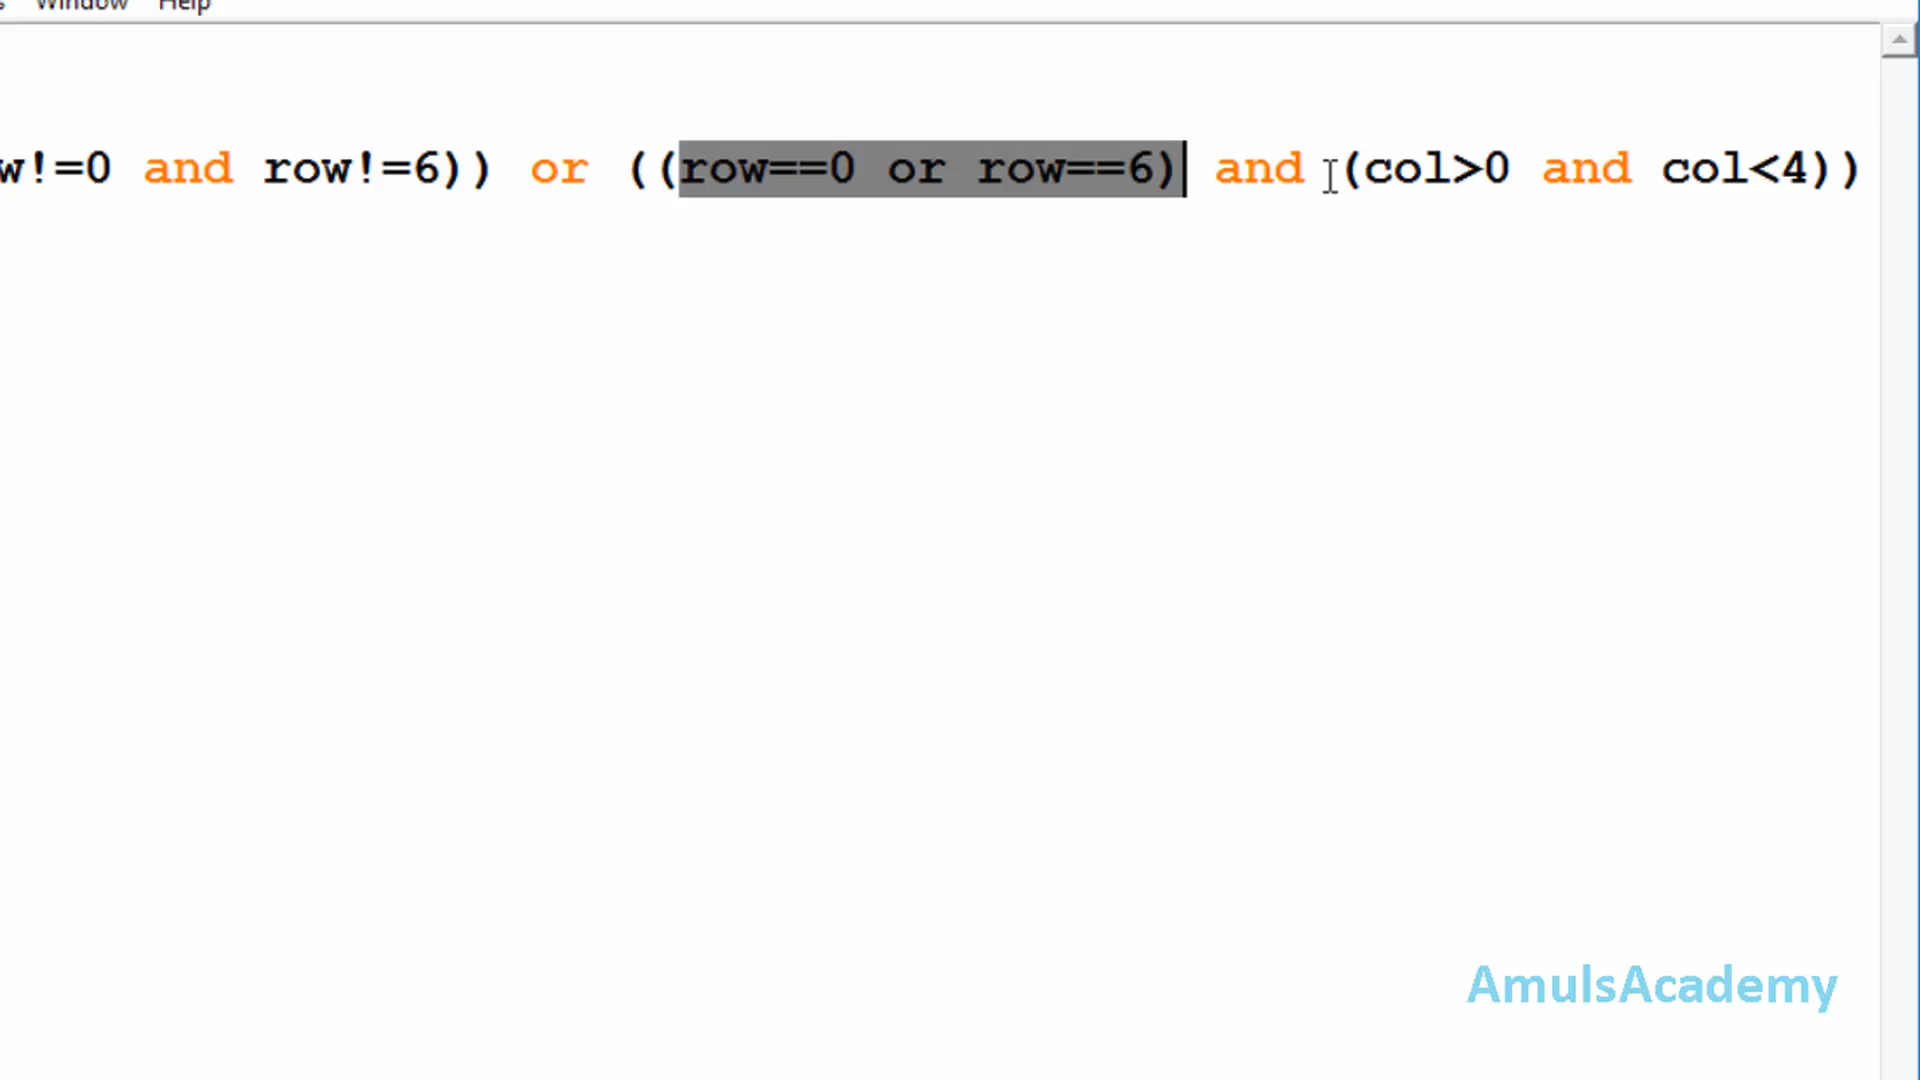 Window Help
w!=0 and row!=6)) or ((row==0 or row==6) and (col>0 and col<4))
AmulsAcademy